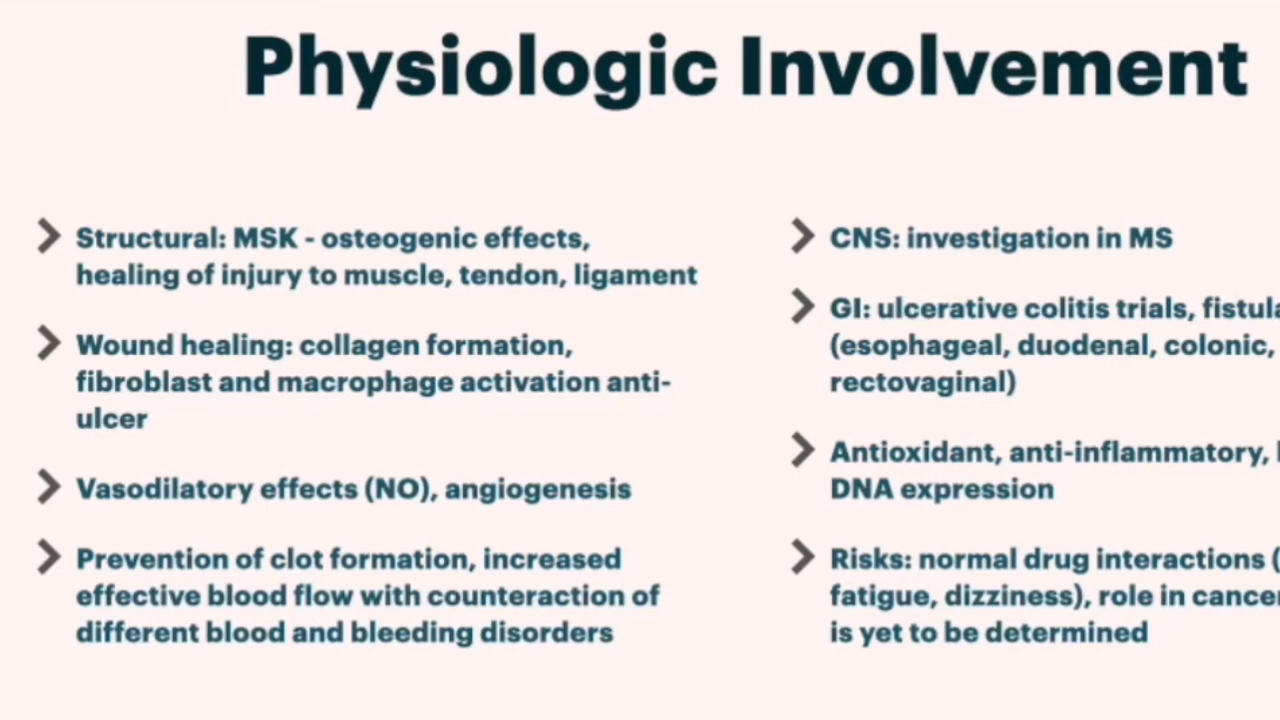 Physiologic Involvement
Structural: MSK - osteogenic effects,
healing of injury to muscle, tendon, ligament
Wound healing: collagen formation,
fibroblast and macrophage activation anti-
ulcer
Vasodilatory effects (NO), angiogenesis
Prevention of clot formation, increased
effective blood flow with counteraction of
different blood and bleeding disorders
CNS: investigation in MS
GI: ulcerative colitis trials,
(esophageal, duodenal, colonic,
rectovaginal)
Antioxidant, anti-inflammatory,
DNA expression
Risks: normal drug interactions (
fatigue, dizziness), role in
is yet to be determined